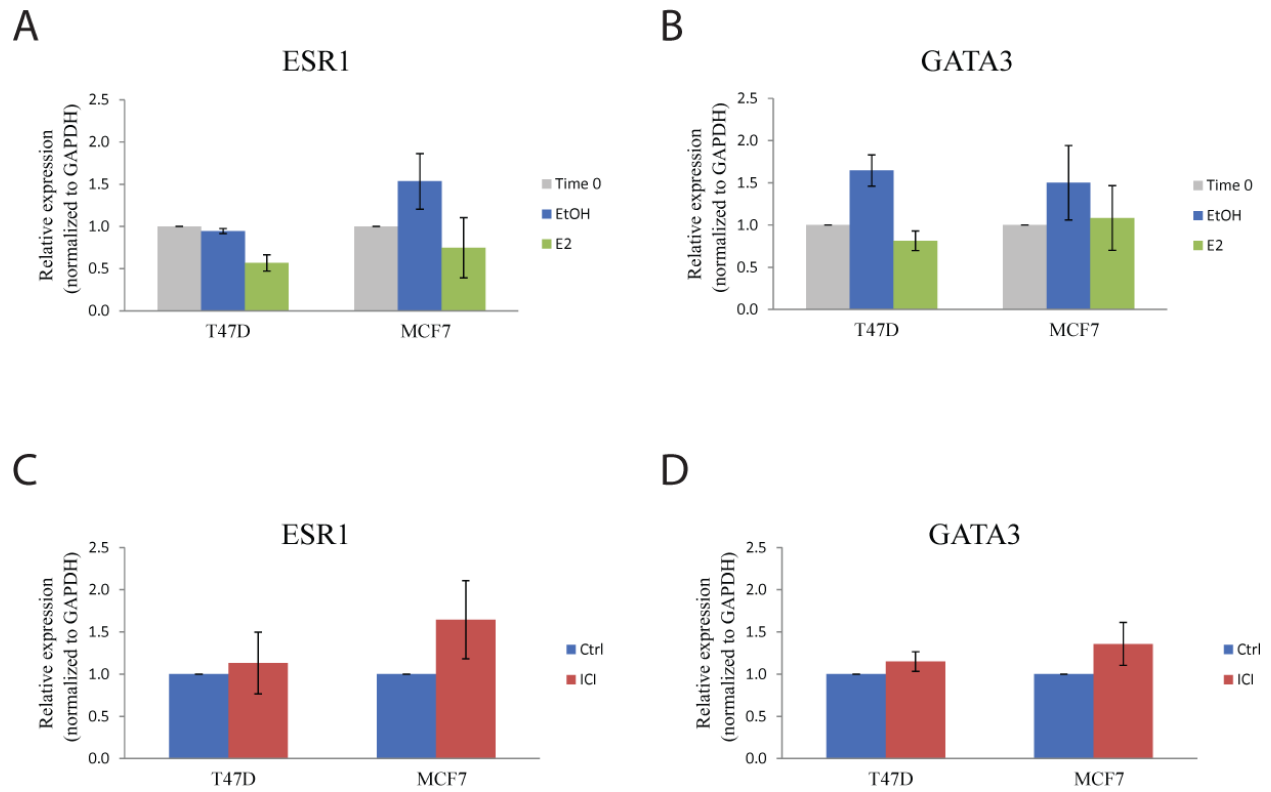 A
ESR1
Relative expression
(normalized to GAPDH)
2.5
2.0
1.5
1.0
0.5
0.0
T47D
MCF7
Time 0
EtOH
E2
B
GATA3
Relative expression
(normalized to GAPDH)
2.5
2.0
1.5
1.0
0.5
0.0
T47D
MCF7
Time 0
EtOH
E2
C
ESR1
Relative expression
(normalized to GAPDH)
2.5
2.0
1.5
1.0
0.5
0.0
T47D
MCF7
Ctrl
ICI
D
GATA3
Relative expression
(normalized to GAPDH)
2.5
2.0
1.5
1.0
0.5
0.0
T47D
MCF7
Ctrl
ICI